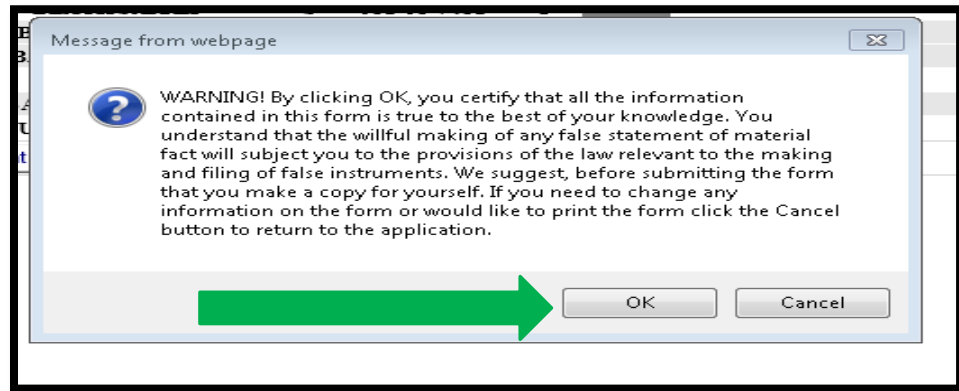 Message from webpage
WARNING! By clicking OK, you certify that all the information
contained in this form is true to the best of your knowledge. You
understand that the willful making of any false statement of material
fact will subject you to the provisions of the law relevant to the making
and filing of false instruments. We suggest, before submitting the form
that you make a copy for yourself. If you need to change any
information on the form or would like to print the form click the Cancel
button to return to the application.
OK Cancel